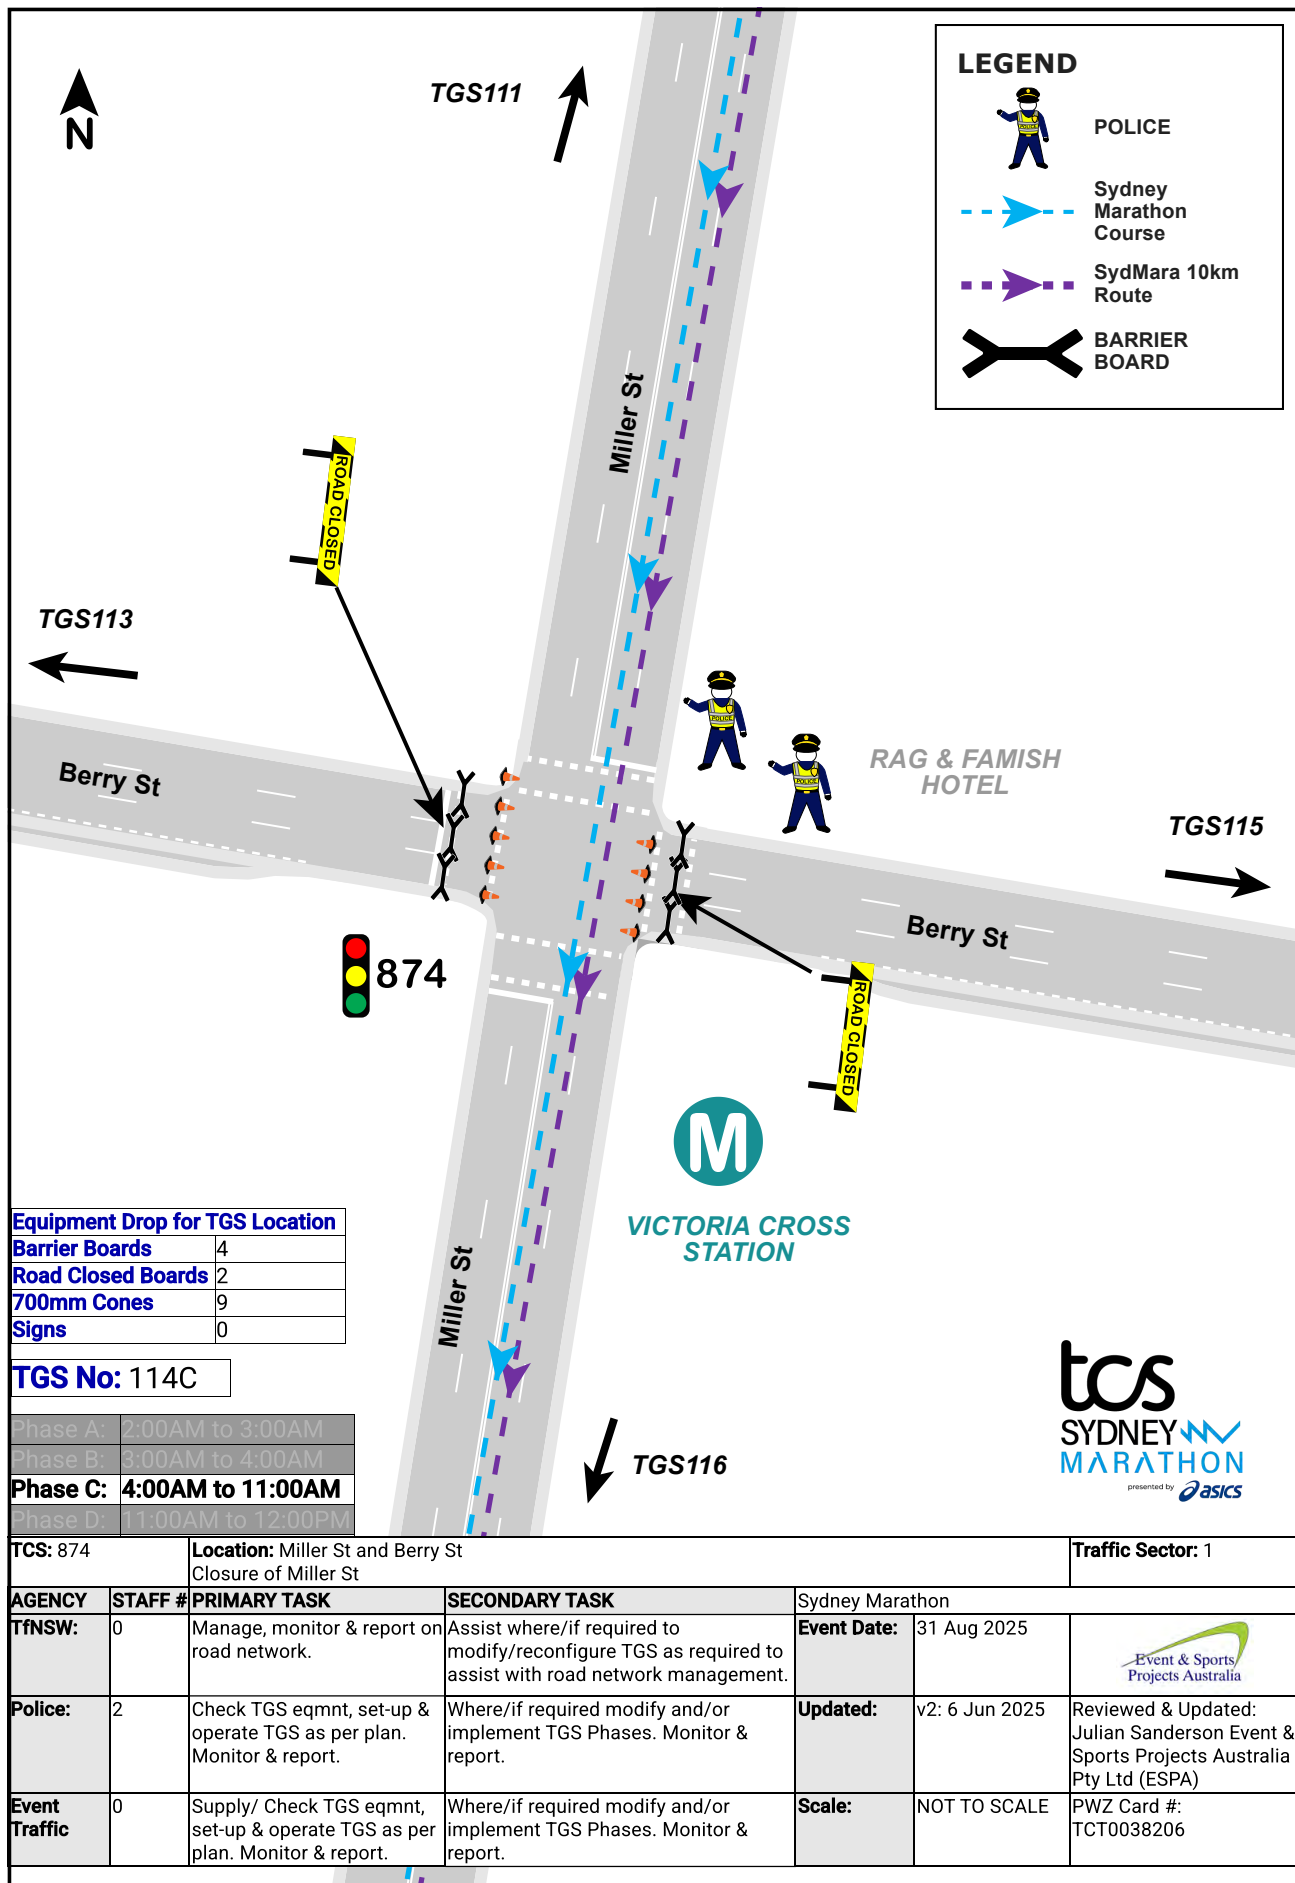 LEGEND
POLICE
POLICE
Sydney
Marathon
Course
SydMara 10km
Route
BARRIER
BOARD
TGS111
N
Miller St
ROAD CLOSED
TGS113
POLICE
POLICE
RAG & FAMISH
HOTEL
Berry St
TGS115
Berry St
874
ROAD CLOSED
M
VICTORIA CROSS
STATION
Miller St
Equipment Drop for TGS Location
Barrier Boards 4
Road Closed Boards 2
700mm Cones 9
Signs 0
TGS No: 114C
Phase A: 2:00AM to 3:00AM
Phase B: 3:00AM to 4:00AM
Phase C: 4:00AM to 11:00AM
Phase D: 11:00AM to 12:00PM
TGS116
tcs
SYDNEY
MARATHON
presented by asics
TCS: 874
Location: Miller St and Berry St
Closure of Miller St
Traffic Sector: 1
AGENCY STAFF # PRIMARY TASK SECONDARY TASK
Sydney Marathon
TfNSW: 0
Manage, monitor & report on
road network.
Assist where/if required to
modify/reconfigure TGS as required to
assist with road network management.
Event Date: 31 Aug 2025
Event & Sports
Projects Australia
Police: 2
Check TGS eqmnt, set-up &
operate TGS as per plan.
Monitor & report.
Where/if required modify and/or
implement TGS Phases. Monitor &
report.
Updated: v2: 6 Jun 2025
Reviewed & Updated:
Julian Sanderson Event &
Sports Projects Australia
Pty Ltd (ESPA)
Event
Traffic
0
Supply/ Check TGS eqmnt,
set-up & operate TGS as per
plan. Monitor & report.
Where/if required modify and/or
implement TGS Phases. Monitor &
report.
Scale: NOT TO SCALE
PWZ Card #:
TCT0038206